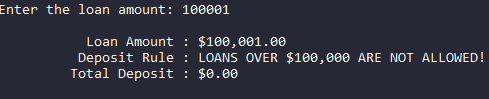 Enter the loan amount: 100001
Loan Amount : $100,001.00
Deposit Rule : LOANS OVER $100,000 ARE NOT ALLOWED!
Total Deposit : $0.00